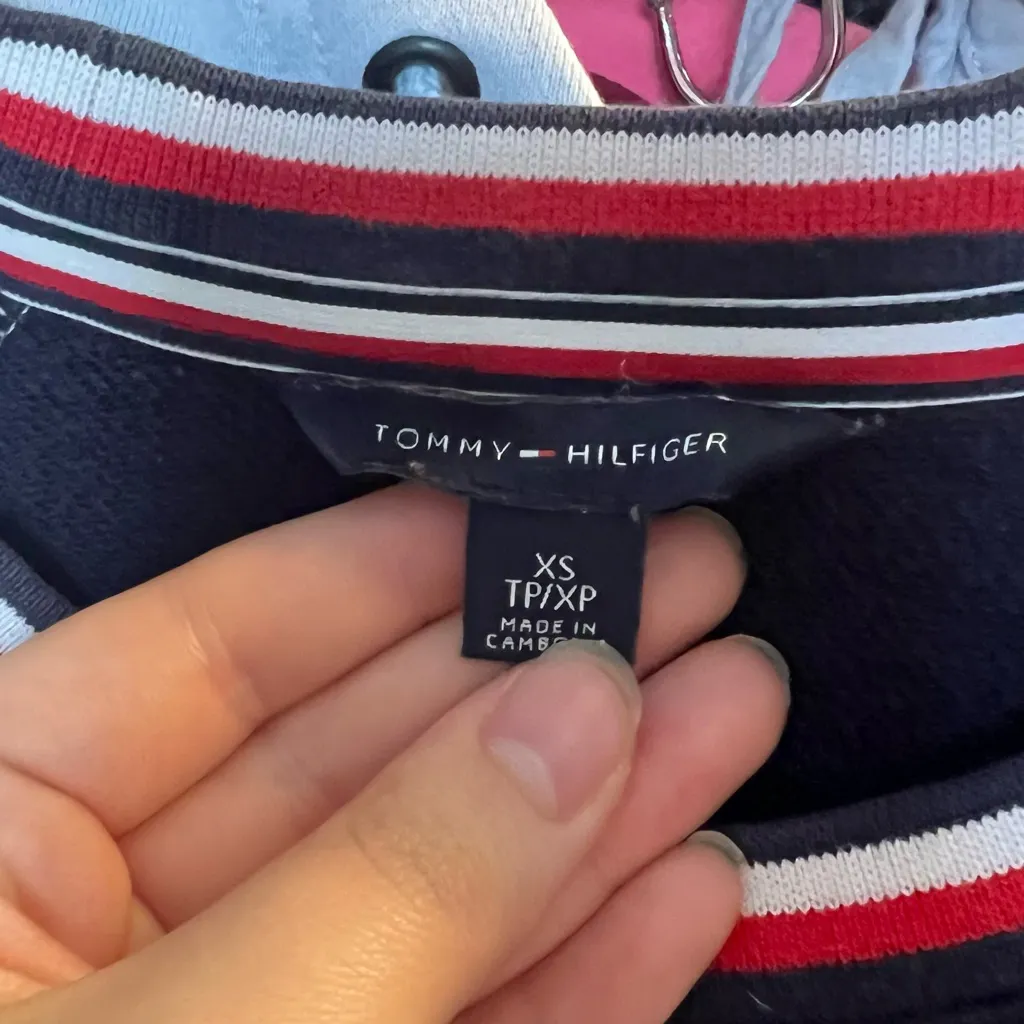 TOMMY HILFIGER
XS
TP/XP
MADE IN